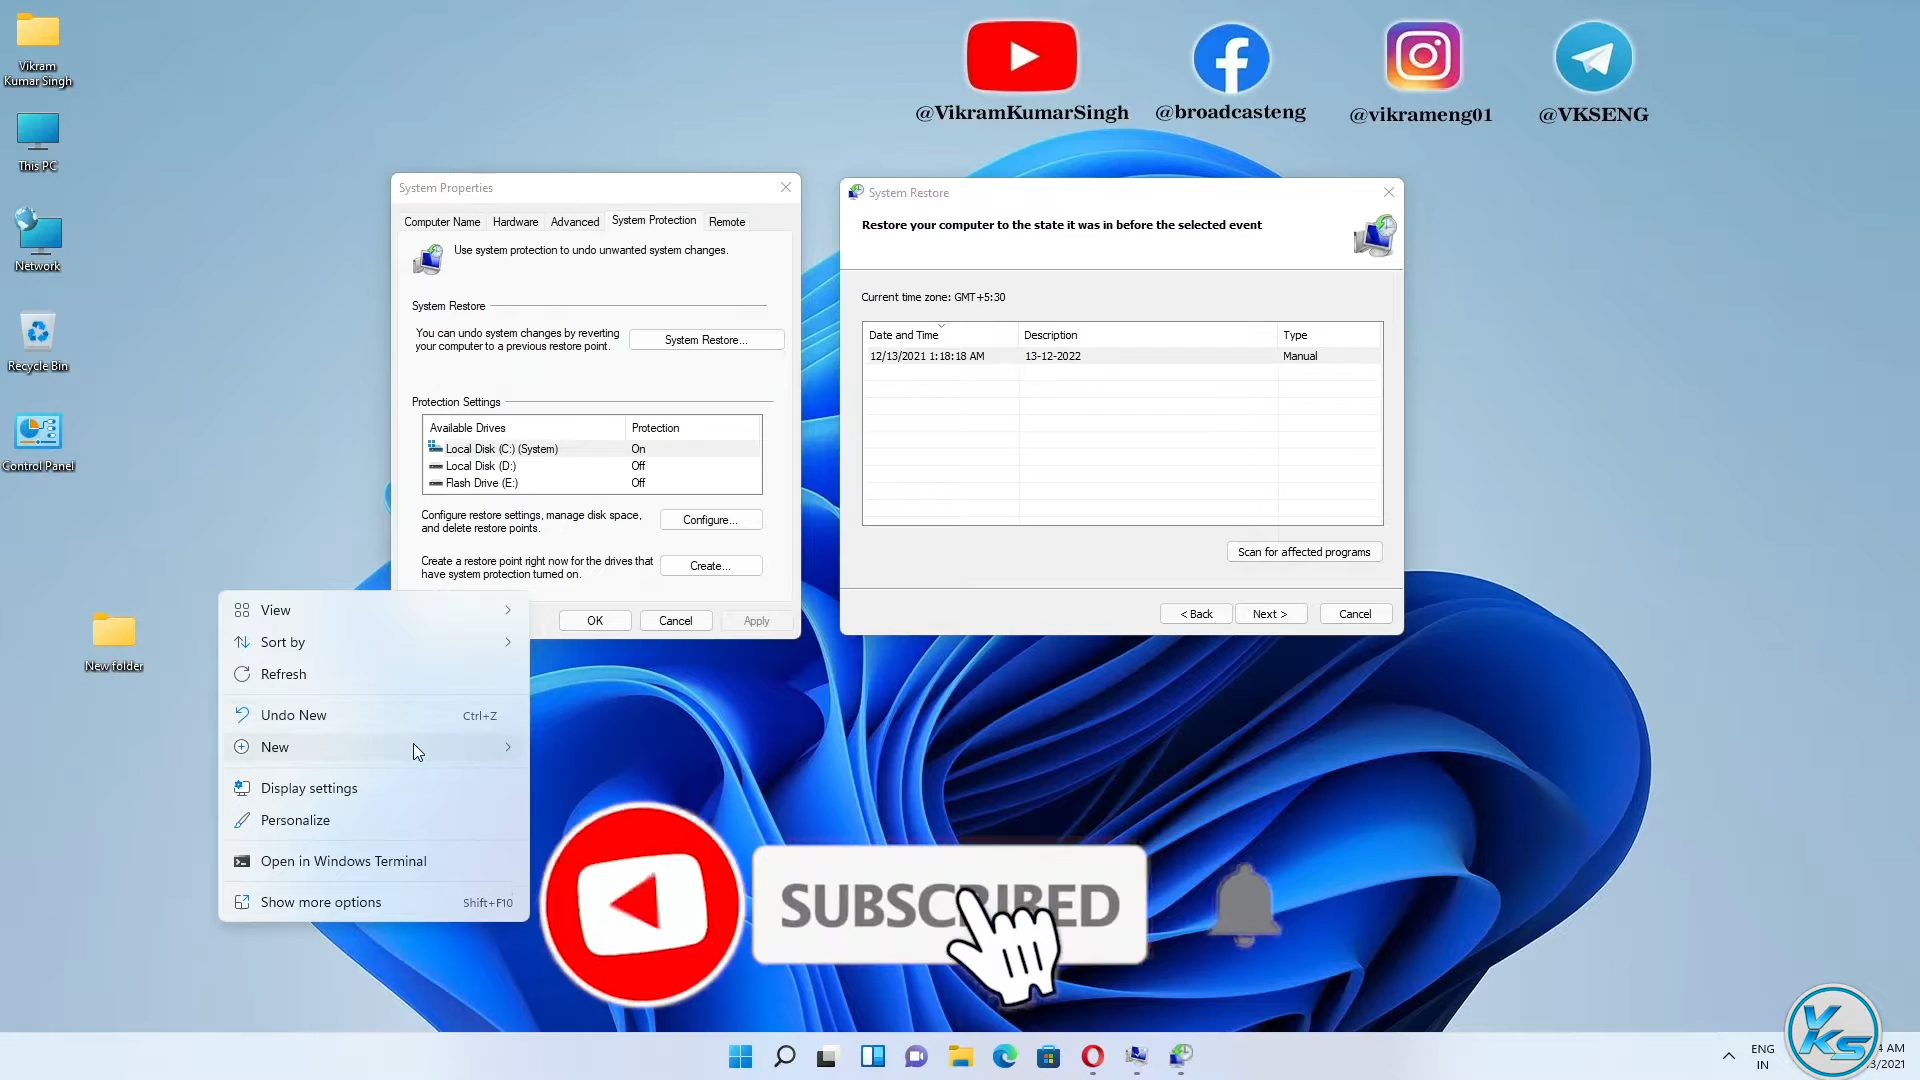 Vikram
Kumar Singh
This PC
Network
Recycle Bin
Control Panel
New folder
@VikramKumarSingh
@broadcasteng
@vikrameng01
@VKSENG
System Properties
Computer Name
Hardware
Advanced
System Protection
Remote
Use system protection to undo unwanted system changes.
System Restore
You can undo system changes by reverting
your computer to a previous restore point.
System Restore...
Protection Settings
Available Drives
Protection
Local Disk (C:) (System)
On
Local Disk (D:)
Off
Flash Drive (E:)
Off
Configure restore settings, manage disk space,
and delete restore points.
Configure...
Create a restore point right now for the drives that
have system protection turned on.
Create...
OK
Cancel
Apply
System Restore
Restore your computer to the state it was in before the selected event
Current time zone: GMT+5:30
Date and Time
Description
Type
12/13/2021 1:18:18 AM
13-12-2022
Manual
Scan for affected programs
< Back
Next >
Cancel
View
Sort by
Refresh
Undo New
Ctrl+Z
New
Display settings
Personalize
Open in Windows Terminal
Show more options
Shift+F10
SUBSCRIBED
ENG
IN
VKS
4 AM
3/2021